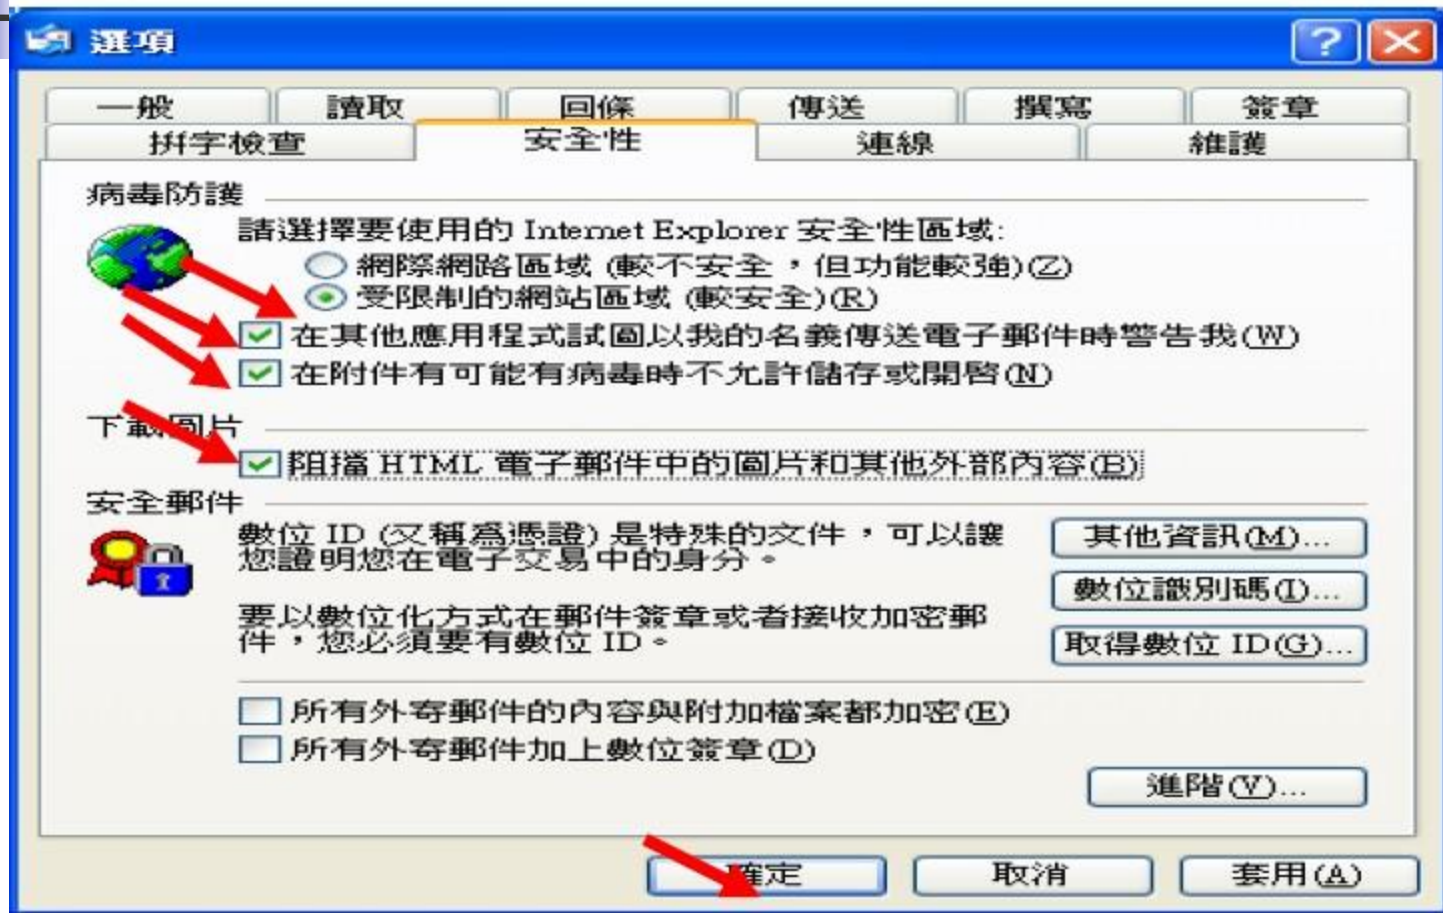 選項
一般 讀取 回條 傳送 撰寫 簽章
拼字檢查 安全性 連線 維護
病毒防護
請選擇要使用的 Internet Explorer 安全性區域:
網際網路區域 (較不安全，但功能較強)(Z)
受限制的網站區域 (較安全)(R)
在其他應用程式試圖以我的名義傳送電子郵件時警告我(W)
在附件有可能有病毒時不允許儲存或開啓(N)
下載圖片
阻擋 HTML 電子郵件中的圖片和其他外部內容(B)
安全郵件
數位 ID (又稱爲憑證) 是特殊的文件，可以讓
您證明您在電子交易中的身分。
其他資訊(M)...
數位識別碼(I)...
要以數位化方式在郵件簽章或者接收加密郵
件，您必須要有數位 ID。
取得數位 ID(G)...
所有外寄郵件的內容與附加檔案都加密(E)
所有外寄郵件加上數位簽章(D)
進階(V)...
確定 取消 套用(A)